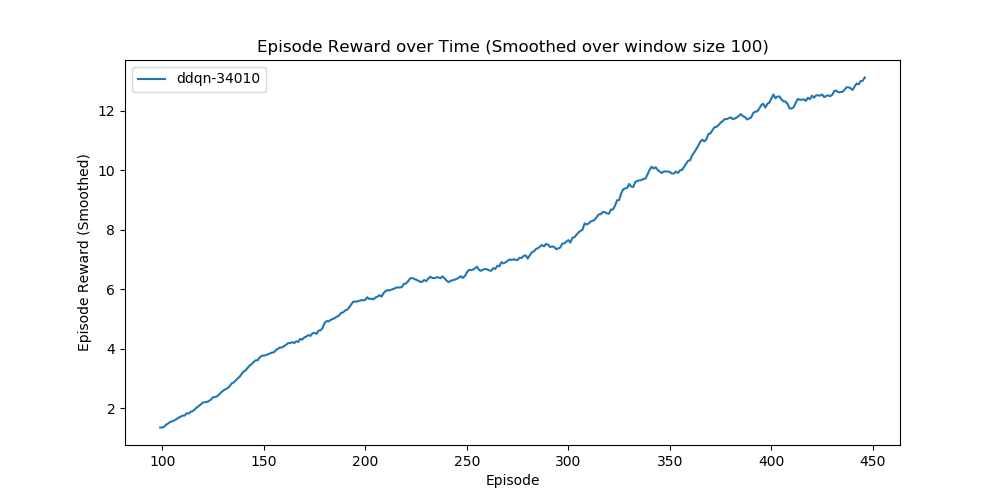 Episode Reward over Time (Smoothed over window size 100)
ddqn-34010
Episode Reward (Smoothed)
12
10
8
6
4
2
100 150 200 250 300 350 400 450
Episode